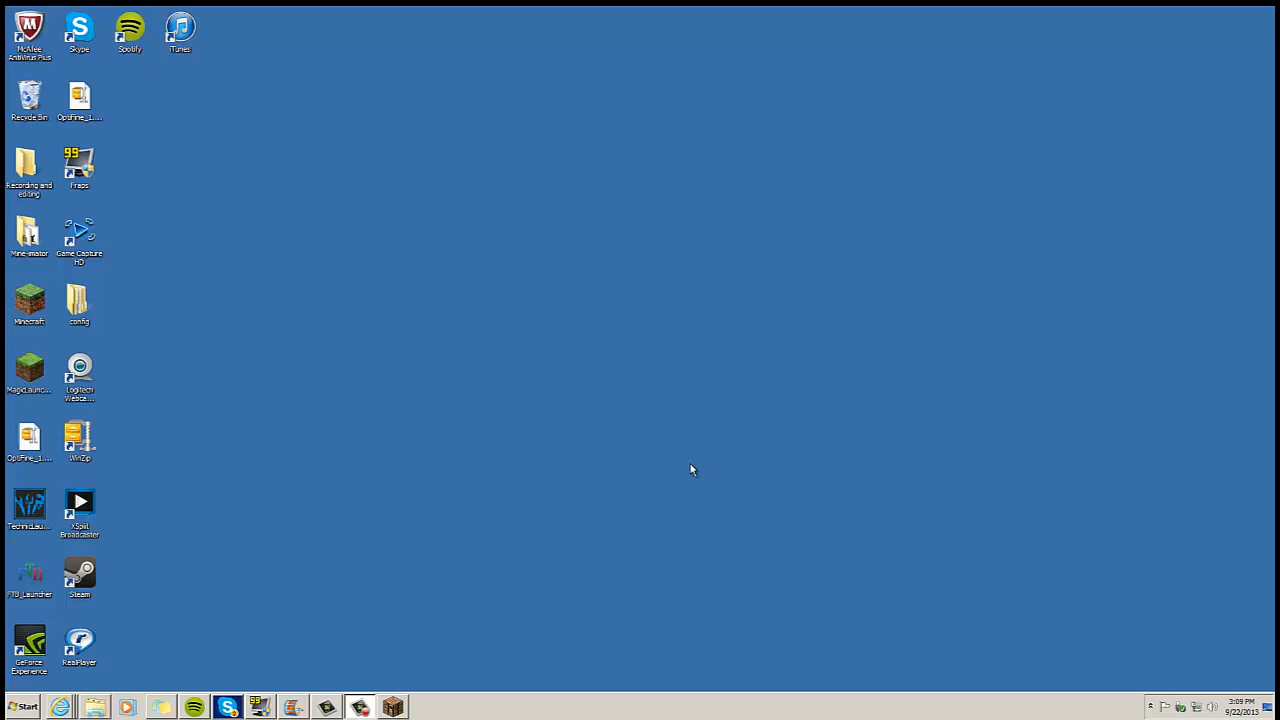 McAfee
AntiVirus Plus
Skype
Spotify
iTunes
Recycle Bin
OptiFine_1....
Recording and
editing
99
Fraps
Mine-imator
Game Capture
HD
Minecraft
config
MagicLaunc...
Logitech
Webca...
OptiFine_1....
WinZip
TechnicLau...
XSplit
Broadcaster
FTB_Launcher
Steam
GeForce
Experience
RealPlayer
Start
99
3:09 PM
9/22/2013